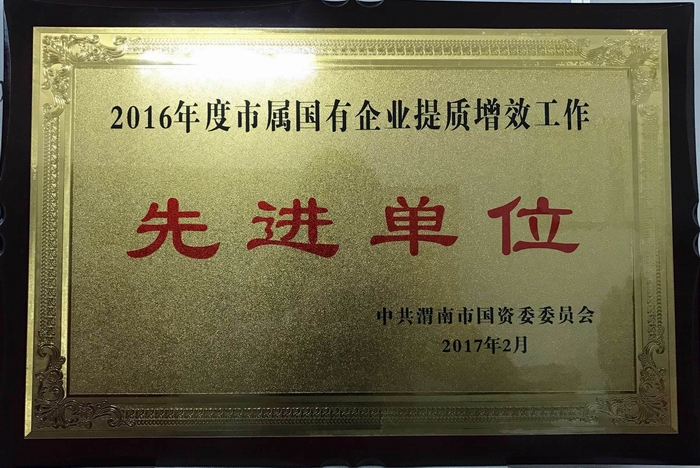 2016年度市属国有企业提质增效工作
先进单位
中共渭南市国资委委员会
2017年2月